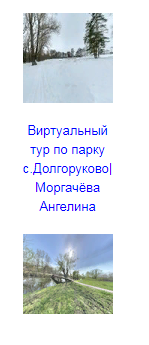 Виртуальный
тур по парку
с.Долгоруково|
Моргачёва
Ангелина